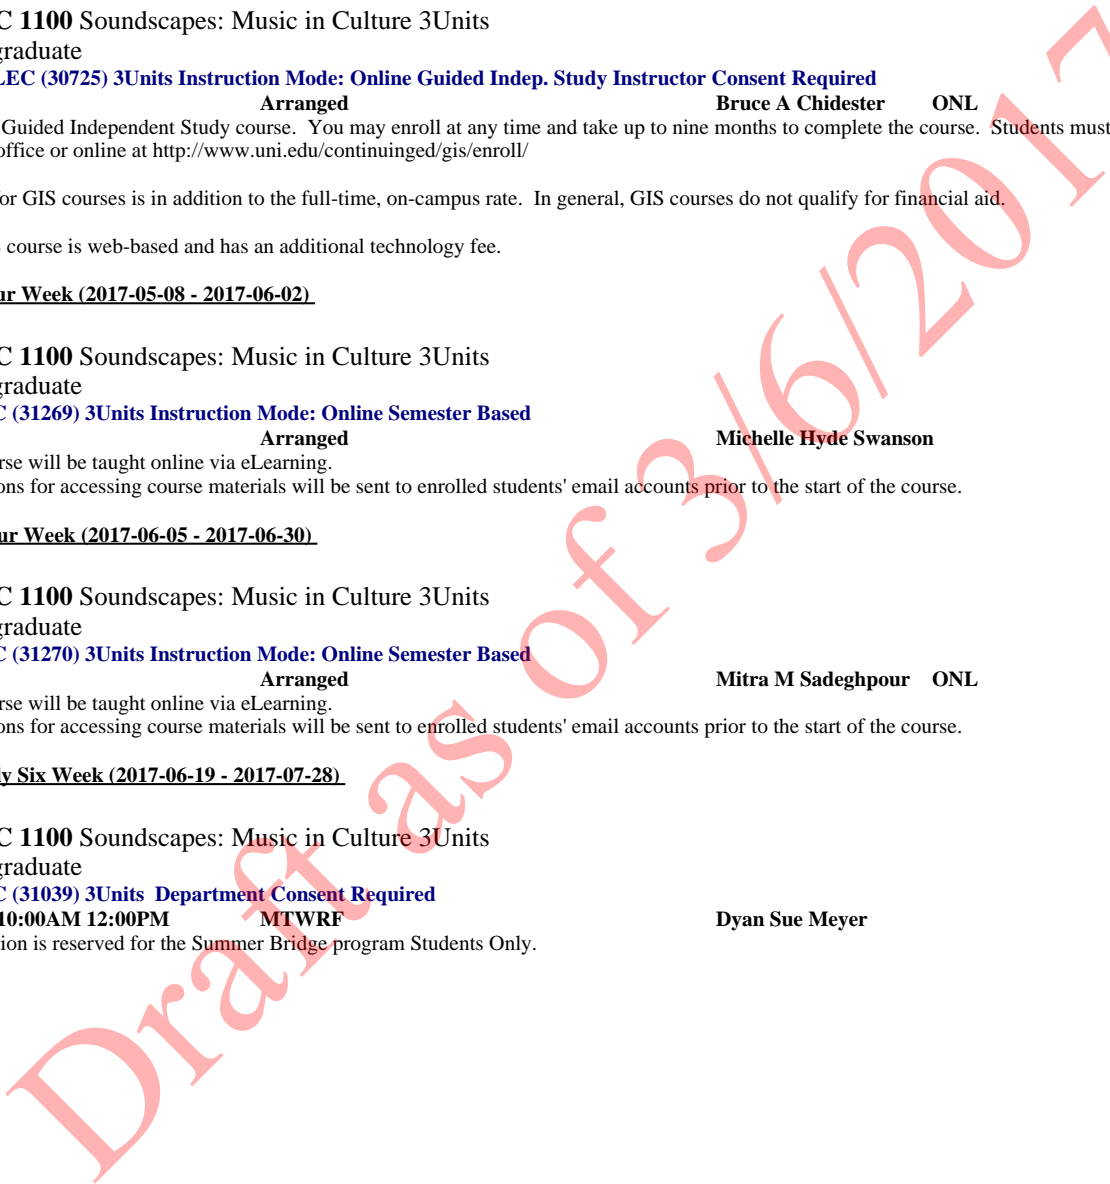 C 1100 Soundscapes: Music in Culture 3Units
graduate
LEC (30725) 3Units Instruction Mode: Online Guided Indep. Study Instructor Consent Required
Arranged Bruce A Chidester ONL
Guided Independent Study course. You may enroll at any time and take up to nine months to complete the course. Students must
office or online at http://www.uni.edu/continuinged/gis/enroll/
for GIS courses is in addition to the full-time, on-campus rate. In general, GIS courses do not qualify for financial aid.
course is web-based and has an additional technology fee.
ur Week (2017-05-08 - 2017-06-02)
C 1100 Soundscapes: Music in Culture 3Units
graduate
C (31269) 3Units Instruction Mode: Online Semester Based
Arranged Michelle Hyde Swanson
rse will be taught online via eLearning.
ons for accessing course materials will be sent to enrolled students' email accounts prior to the start of the course.
ur Week (2017-06-05 - 2017-06-30)
C 1100 Soundscapes: Music in Culture 3Units
graduate
C (31270) 3Units Instruction Mode: Online Semester Based
Arranged Mitra M Sadeghpour ONL
rse will be taught online via eLearning.
ons for accessing course materials will be sent to enrolled students' email accounts prior to the start of the course.
ly Six Week (2017-06-19 - 2017-07-28)
C 1100 Soundscapes: Music in Culture 3Units
graduate
C (31039) 3Units Department Consent Required
10:00AM 12:00PM MTWRF Dyan Sue Meyer
ion is reserved for the Summer Bridge program Students Only.
Draft as of 3/6/2017